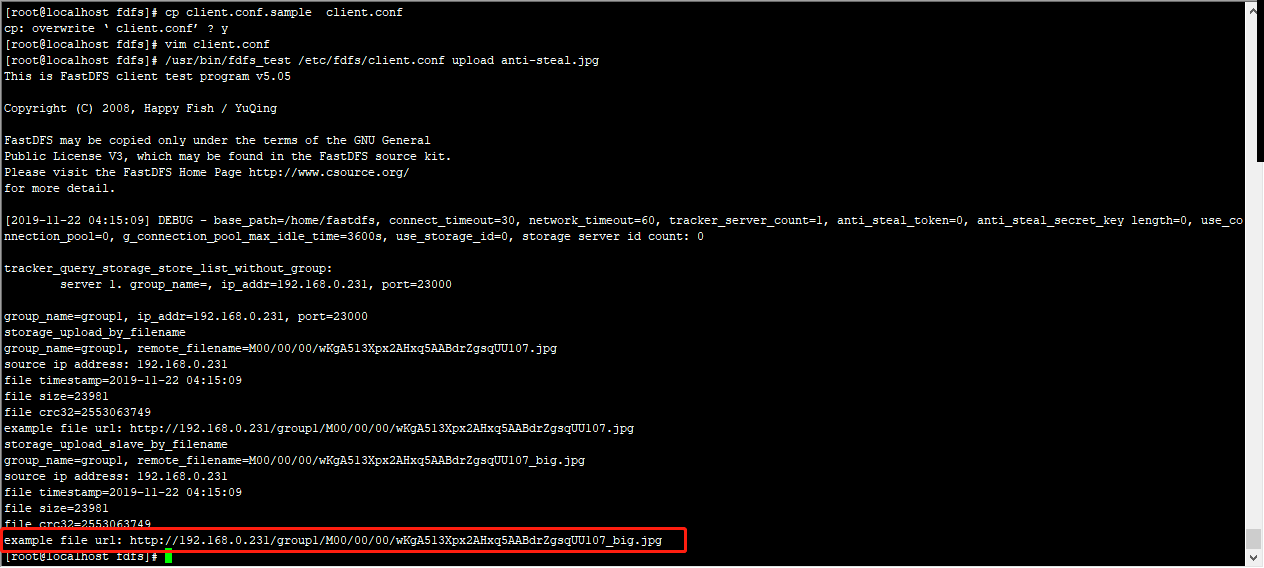 [root@localhost fdfs]# cp client.conf.sample  client.conf
cp: overwrite ‘ client.conf’ ? y
[root@localhost fdfs]# vim client.conf
[root@localhost fdfs]# /usr/bin/fdfs_test /etc/fdfs/client.conf upload anti-steal.jpg
This is FastDFS client test program v5.05
Copyright (C) 2008, Happy Fish / YuQing
FastDFS may be copied only under the terms of the GNU General
Public License V3, which may be found in the FastDFS source kit.
Please visit the FastDFS Home Page http://www.csource.org/
for more detail.
[2019-11-22 04:15:09] DEBUG - base_path=/home/fastdfs, connect_timeout=30, network_timeout=60, tracker_server_count=1, anti_steal_token=0, anti_steal_secret_key length=0, use_co
nnection_pool=0, g_connection_pool_max_idle_time=3600s, use_storage_id=0, storage server id count: 0
tracker_query_storage_store_list_without_group:
server 1. group_name=, ip_addr=192.168.0.231, port=23000
group_name=group1, ip_addr=192.168.0.231, port=23000
storage_upload_by_filename
group_name=group1, remote_filename=M00/00/00/wKgA513Xpx2AHxq5AABdrZgsqUU107.jpg
source ip address: 192.168.0.231
file timestamp=2019-11-22 04:15:09
file size=23981
file crc32=2553063749
example file url: http://192.168.0.231/group1/M00/00/00/wKgA513Xpx2AHxq5AABdrZgsqUU107.jpg
storage_upload_slave_by_filename
group_name=group1, remote_filename=M00/00/00/wKgA513Xpx2AHxq5AABdrZgsqUU107_big.jpg
source ip address: 192.168.0.231
file timestamp=2019-11-22 04:15:09
file size=23981
file crc32=2553063749
example file url: http://192.168.0.231/group1/M00/00/00/wKgA513Xpx2AHxq5AABdrZgsqUU107_big.jpg
[root@localhost fdfs]#